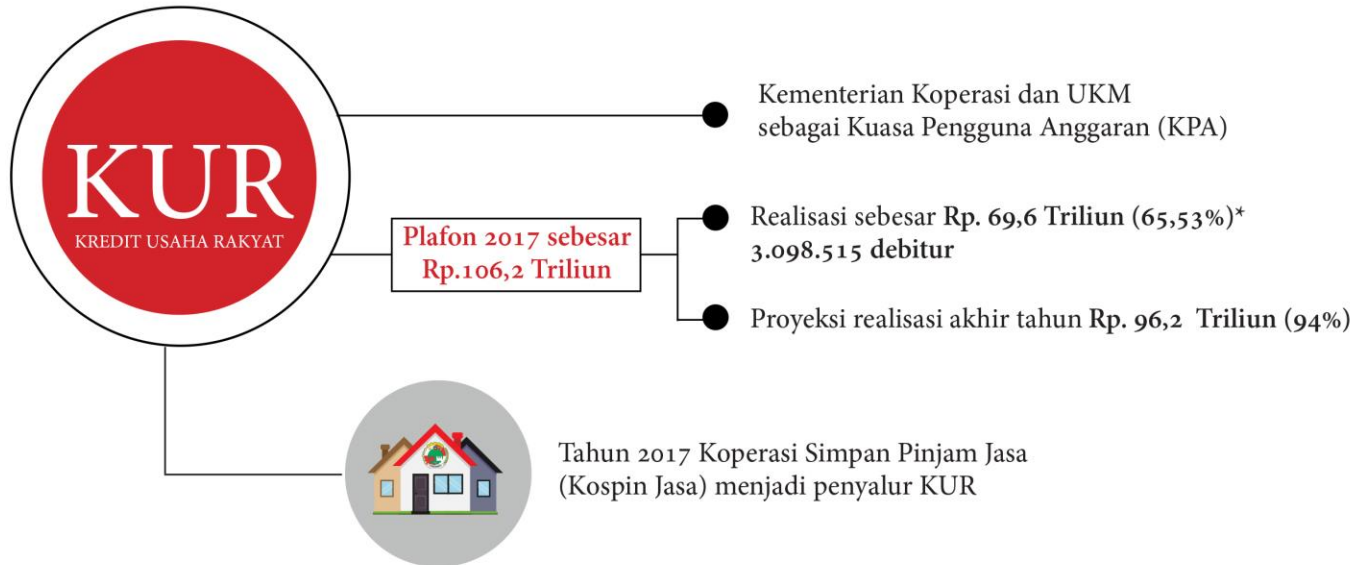 KUR
KREDIT USAHA RAKYAT
Kementerian Koperasi dan UKM
sebagai Kuasa Pengguna Anggaran (KPA)
Plafon 2017 sebesar
Rp.106,2 Triliun
Realisasi sebesar Rp. 69,6 Triliun (65,53%)*
3.098.515 debitur
Proyeksi realisasi akhir tahun Rp. 96,2 Triliun (94%)
Tahun 2017 Koperasi Simpan Pinjam Jasa
(Kospin Jasa) menjadi penyalur KUR